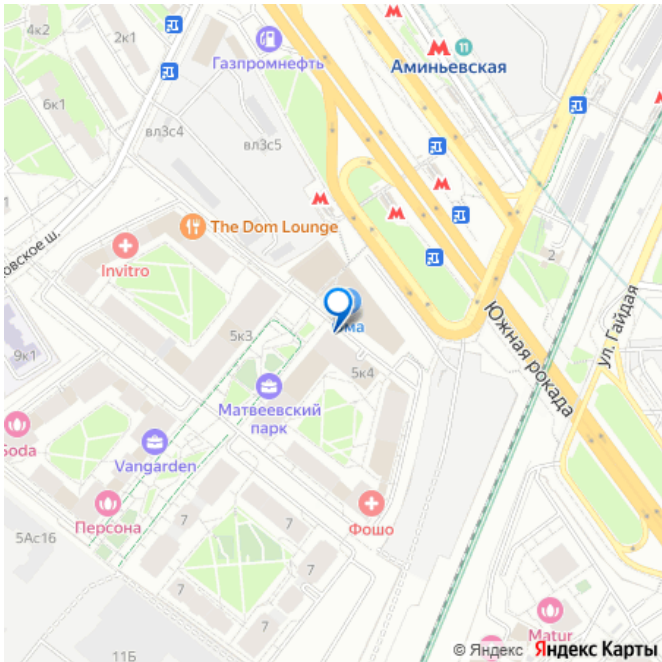 4к2
2к1
11
Газпромнефть
Аминьевская
6к1
вл3с4
вл3с5
The Dom Lounge
2
Invitro
5к3
9к1
Южная рокада
ул. Гайдая
5к4
Матвеевский
парк
Soda
Vangarden
Персона
Фошо
5Ас16
7
7
7
7
7
11Б
Matur
© Яндекс Яндекс Карты